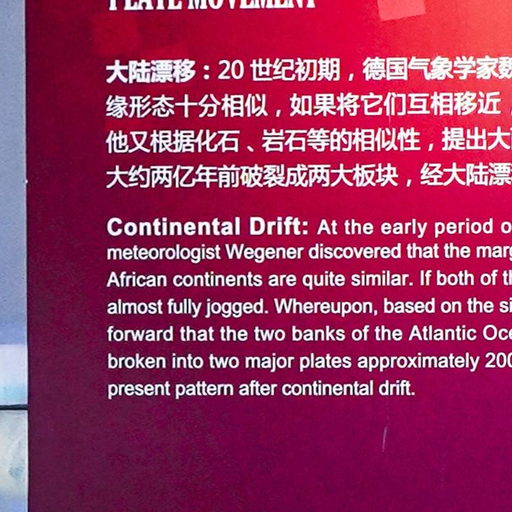 PLATE MOVEMENT
大陆漂移：20 世纪初期，德国气象学家魏
缘形态十分相似，如果将它们互相移近，
他又根据化石、岩石等的相似性，提出大
大约两亿年前破裂成两大板块，经大陆漂
Continental Drift: At the early period o
meteorologist Wegener discovered that the marg
African continents are quite similar. If both of th
almost fully jogged. Whereupon, based on the si
forward that the two banks of the Atlantic Oce
broken into two major plates approximately 200
present pattern after continental drift.